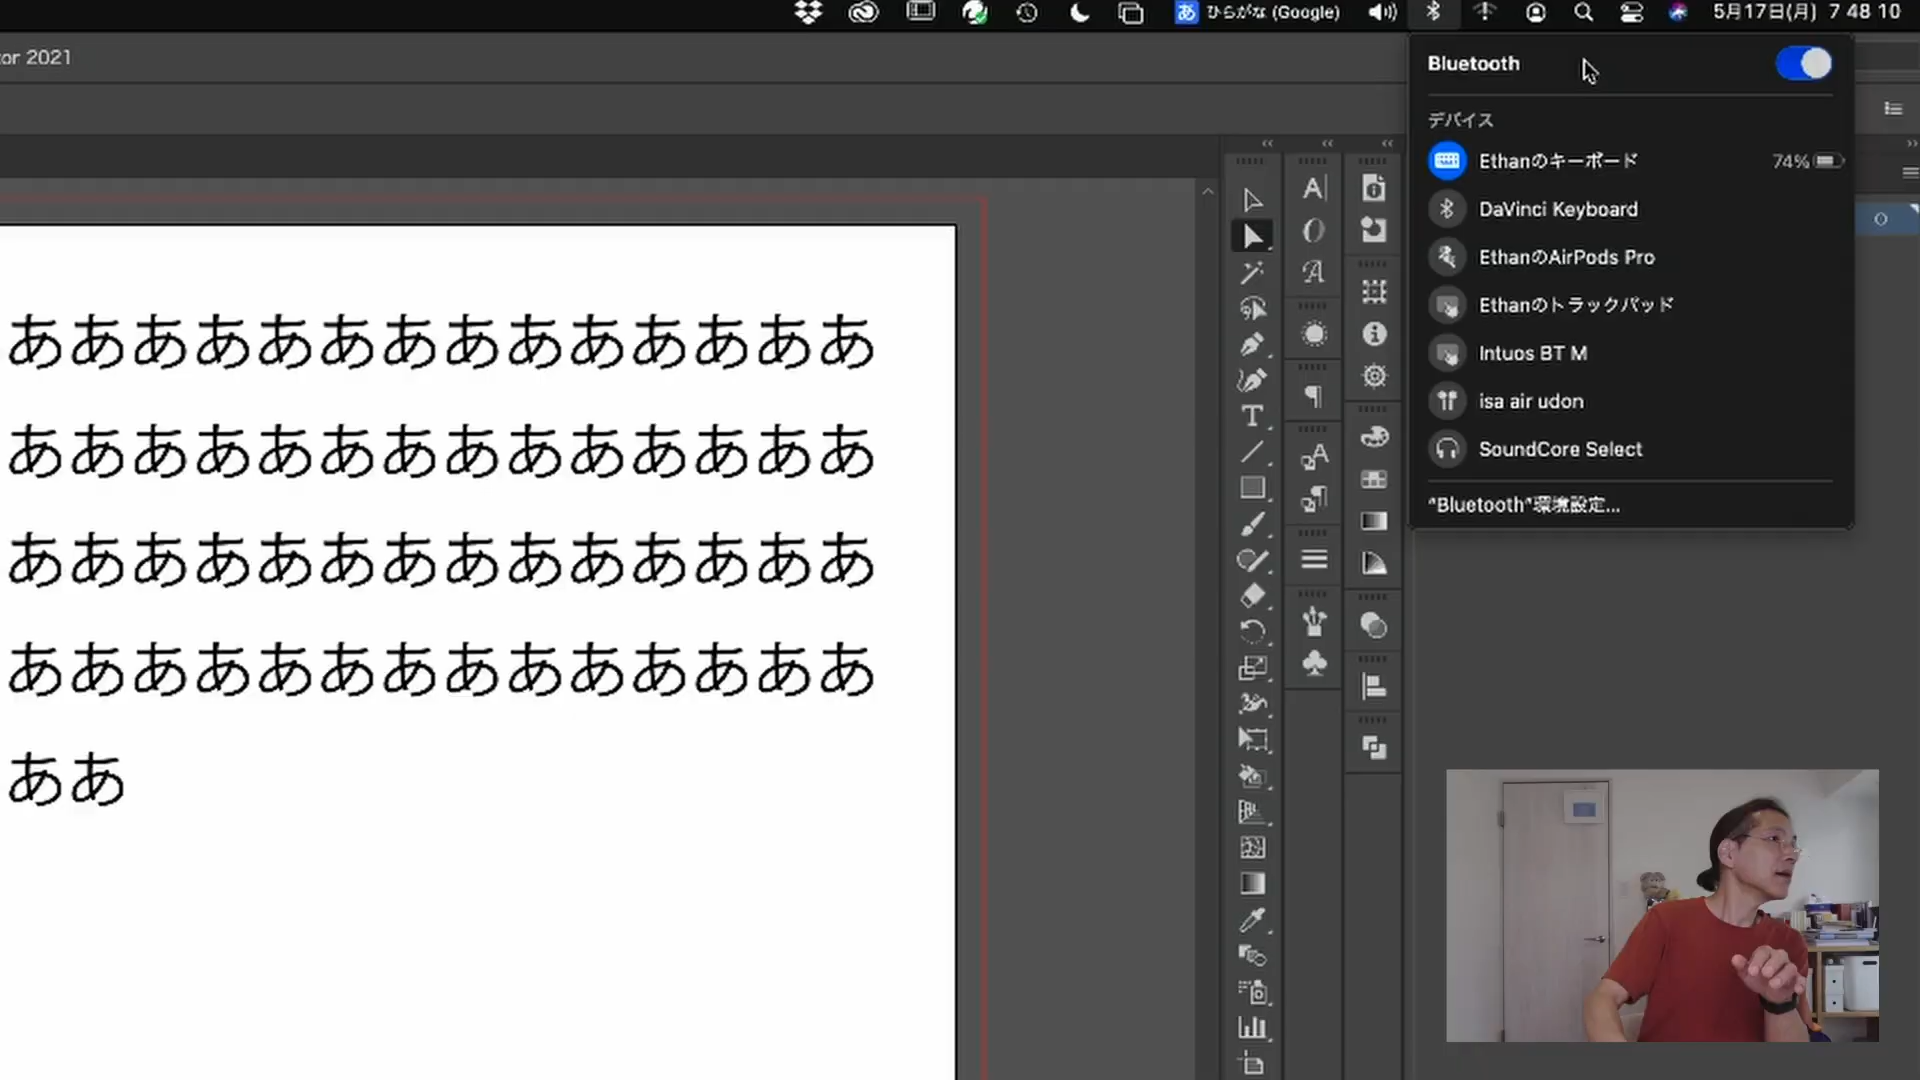 あ ひらがな (Google) 5月17日(月) 7 48 10
or 2021
Bluetooth
デバイス
Ethanのキーボード 74%
DaVinci Keyboard
EthanのAirPods Pro
Ethanのトラックパッド
Intuos BT M
isa air udon
SoundCore Select
"Bluetooth"環境設定...
ああああああああああああああ
ああああああああああああああ
ああああああああああああああ
ああああああああああああああ
ああ